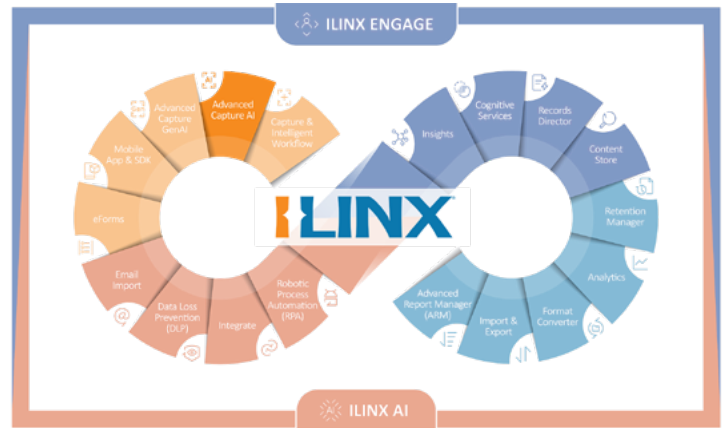 ILINX ENGAGE
Advanced
Capture AI
Capture &
Intelligent
Workflow
Advanced
Capture
GenAI
Mobile
App & SDK
eForms
Email
Import
Data Loss
Prevention
(DLP)
Integrate
Robotic
Process
Automation
(RPA)
ILINX
Insights
Cognitive
Services
Records
Director
Content
Store
Retention
Manager
Analytics
Format
Converter
Import &
Export
Advanced
Report Manager
(ARM)
AI
ILINX AI